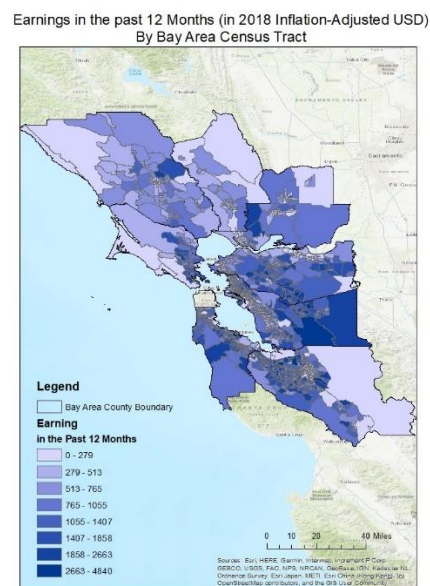 Earnings in the past 12 Months (in 2018 Inflation-Adjusted USD)
By Bay Area Census Tract
Sacramento
Legend
Bay Area County Boundary
Earning
in the Past 12 Months
0 - 279
279 - 513
513 - 765
765 - 1055
1055 - 1407
1407 - 1858
1858 - 2663
2663 - 4840
0 10 20 40 Miles
Sources: Esri, HERE, Garmin, Intermap, increment P Corp.,
GEBCO, USGS, FAO, NPS, NRCAN, GeoBase, IGN, Kadaster NL,
Ordnance Survey, Esri Japan, METI, Esri China (Hong Kong), (c)
OpenStreetMap contributors, and the GIS User Community